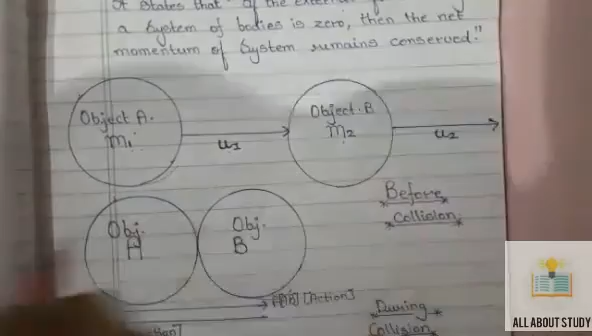 It states that "If the external
a System of bodies is zero, then the net
momentum of System remains conserved."
Object A.
m₁
u₁
Object. B
m₂
u₂
Before
Collision
Obj.
A
Obj.
B
[Action]
During
Collision
ALL ABOUT STUDY